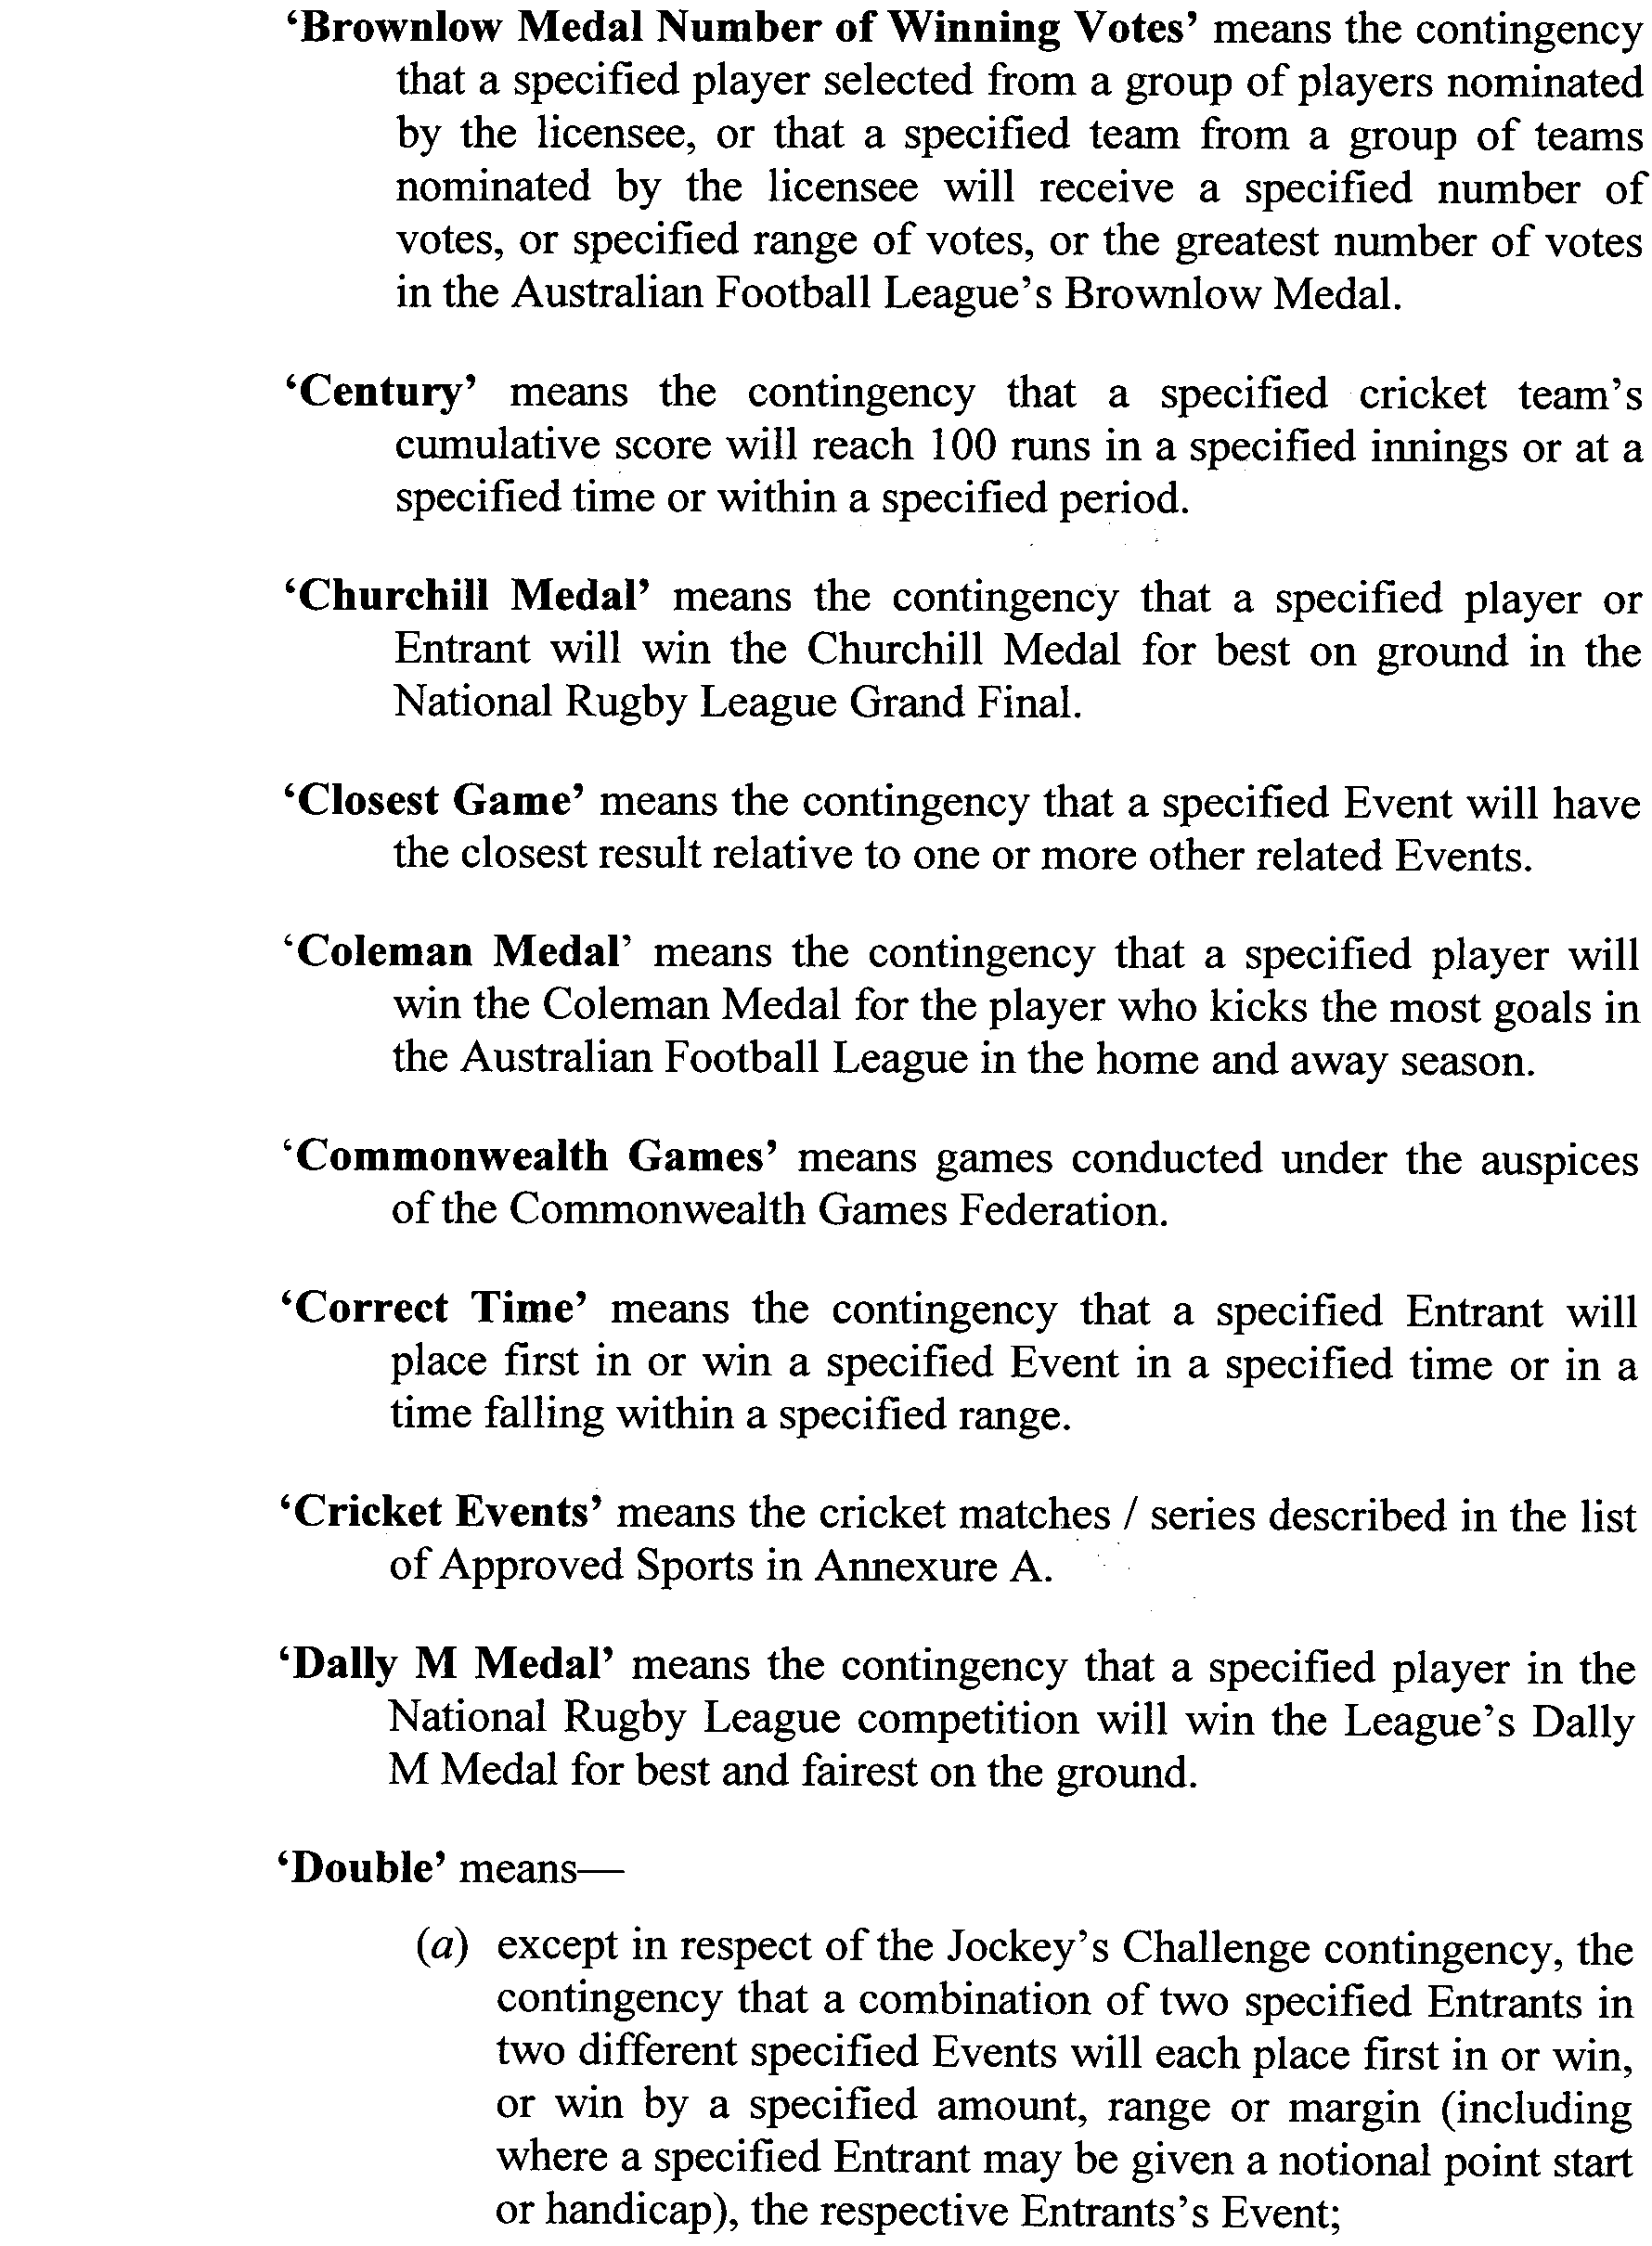 ‘Brownlow Medal Number of Winning Votes’ means the contingency
that a specified player selected from a group of players nominated
by the licensee, or that a specified team from a group of teams
nominated by the licensee will receive a specified number of
votes, or specified range of votes, or the greatest number of votes
in the Australian Football League’s Brownlow Medal.
‘Century’ means the contingency that a specified cricket team’s
cumulative score will reach 100 runs in a specified innings or at a
specified time or within a specified period.
‘Churchill Medal’ means the contingency that a specified player or
Entrant will win the Churchill Medal for best on ground in the
National Rugby League Grand Final.
‘Closest Game’ means the contingency that a specified Event will have
the closest result relative to one or more other related Events.
‘Coleman Medal’ means the contingency that a specified player will
win the Coleman Medal for the player who kicks the most goals in
the Australian Football League in the home and away season.
‘Commonwealth Games’ means games conducted under the auspices
of the Commonwealth Games Federation.
‘Correct Time’ means the contingency that a specified Entrant will
place first in or win a specified Event in a specified time or in a
time falling within a specified range.
‘Cricket Events’ means the cricket matches / series described in the list
of Approved Sports in Annexure A.
‘Dally M Medal’ means the contingency that a specified player in the
National Rugby League competition will win the League’s Dally
M Medal for best and fairest on the ground.
‘Double’ means—
(a) except in respect of the Jockey’s Challenge contingency, the
contingency that a combination of two specified Entrants in
two different specified Events will each place first in or win,
or win by a specified amount, range or margin (including
where a specified Entrant may be given a notional point start
or handicap), the respective Entrants’s Event;